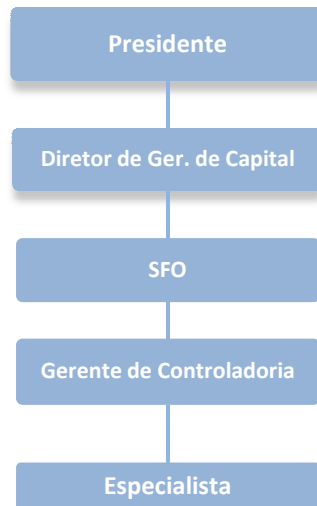 Presidente
Diretor de Ger. de Capital
SFO
Gerente de Controladoria
Especialista